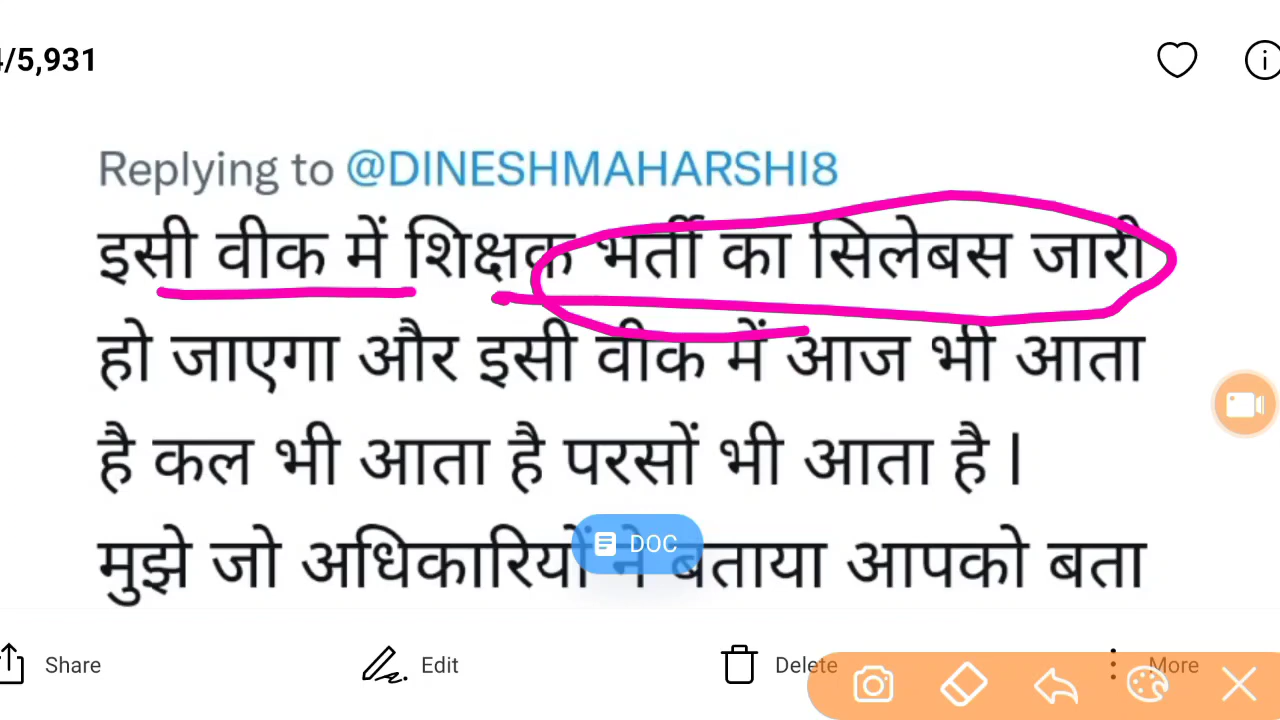 /5,931
Replying to @DINESHMAHARSHI8
इसी वीक में शिक्षक भर्ती का सिलेबस जारी
हो जाएगा और इसी वीक में आज भी आता
है कल भी आता है परसों भी आता है।
मुझे जो अधिकारियों ने बताया आपको बता
DOC
Share Edit Delete More